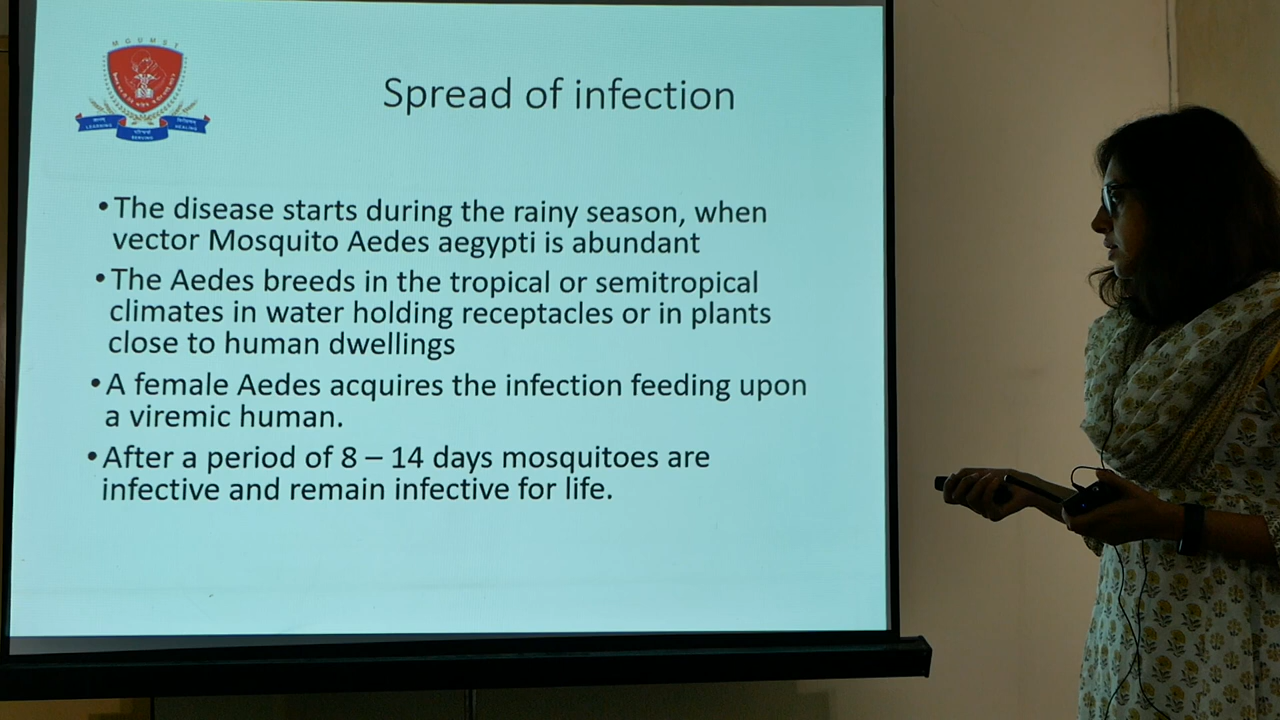 MGUMST
LEARNING
SERVING
HEALING
Spread of infection
•The disease starts during the rainy season, when
vector Mosquito Aedes aegypti is abundant
•The Aedes breeds in the tropical or semitropical
climates in water holding receptacles or in plants
close to human dwellings
•A female Aedes acquires the infection feeding upon
a viremic human.
•After a period of 8 – 14 days mosquitoes are
infective and remain infective for life.